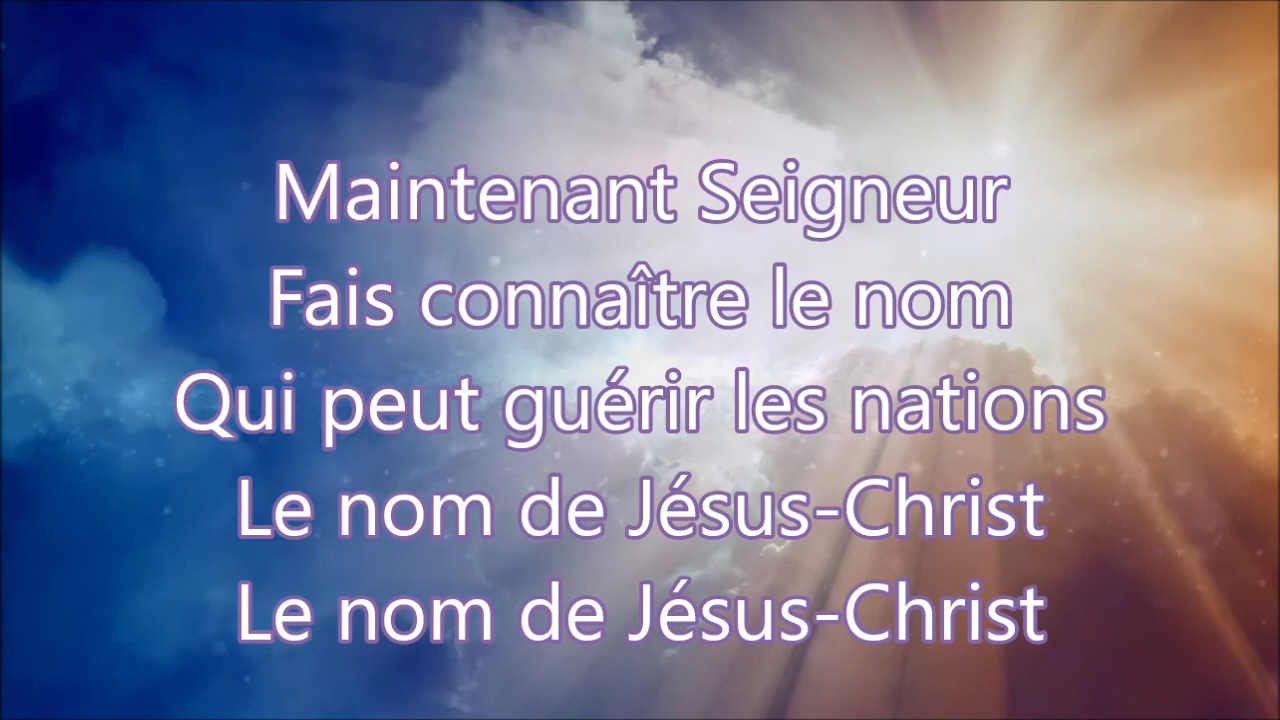 Maintenant Seigneur
Fais connaître le nom
Qui peut guérir les nations
Le nom de Jésus-Christ
Le nom de Jésus-Christ